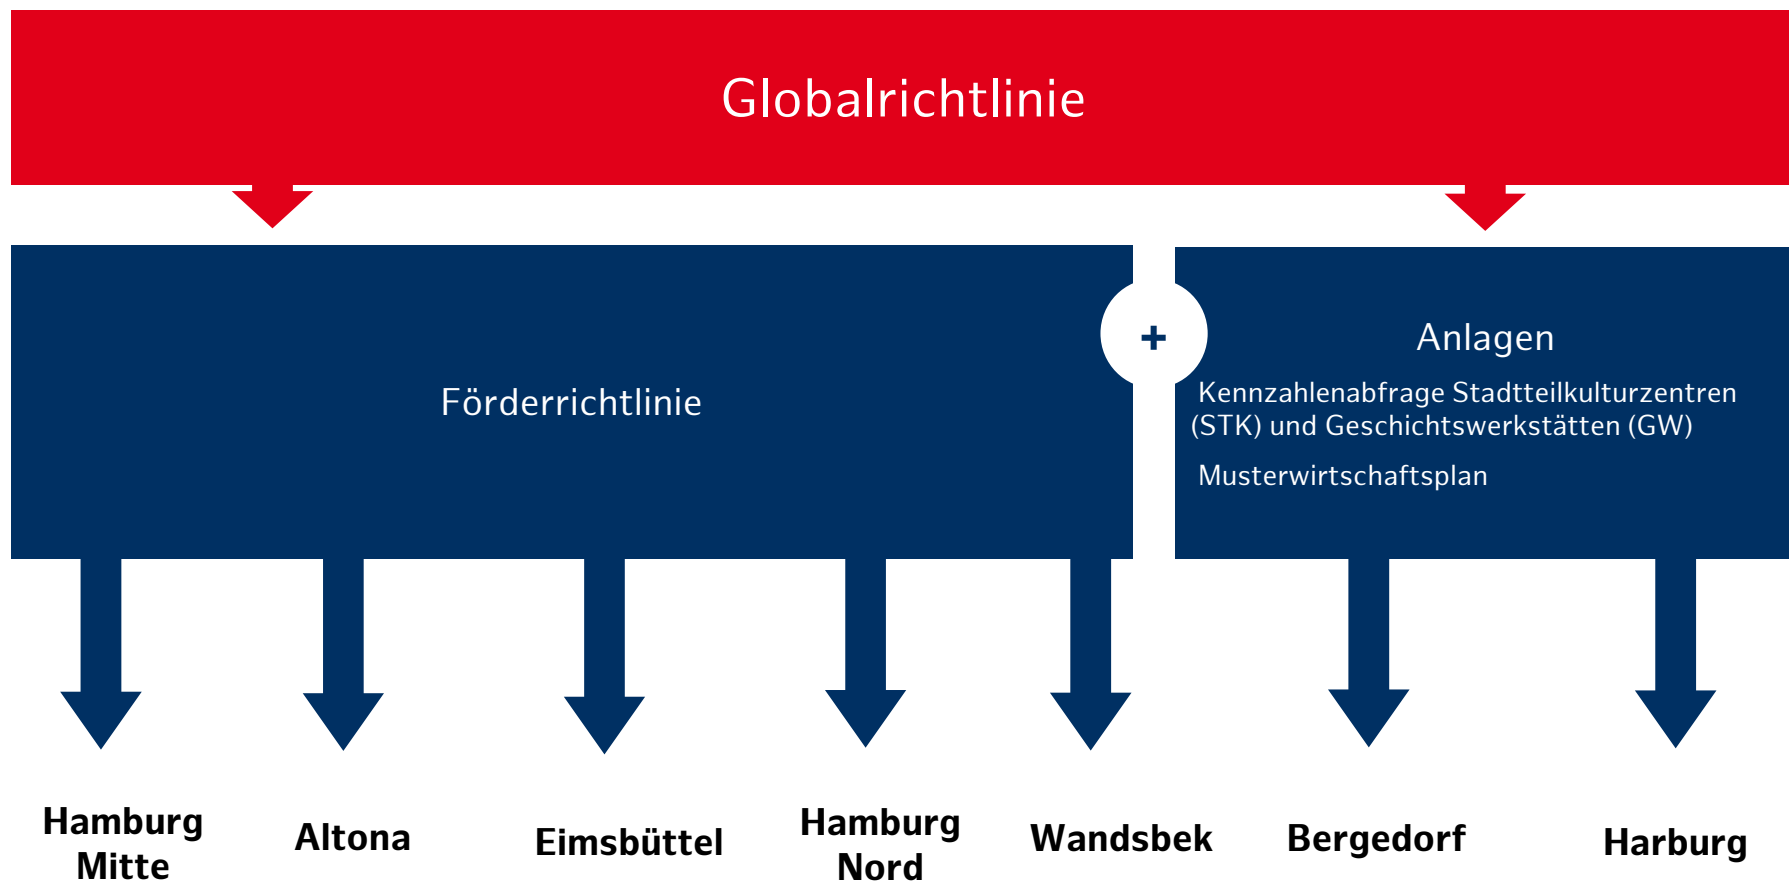 Globalrichtlinie
Förderrichtlinie
+
Anlagen
Kennzahlenabfrage Stadtteilkulturzentren
(STK) und Geschichtswerkstätten (GW)
Musterwirtschaftsplan
Hamburg
Mitte
Altona
Eimsbüttel
Hamburg
Nord
Wandsbek
Bergedorf
Harburg